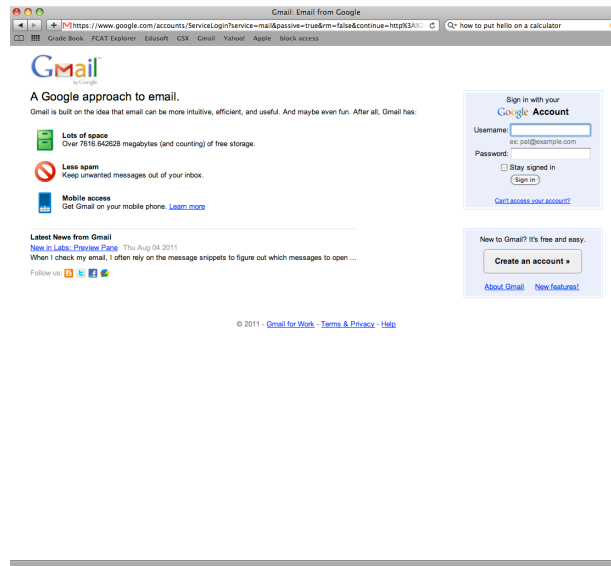 Gmail: Email from Google
https://www.google.com/accounts/ServiceLogin?service=mail&passive=true&rm=false&continue=http%3A%2
how to put hello on a calculator
Grade Book FCAT Explorer Edusoft GSX Gmail Yahoo! Apple block access
Gmail
by Google
A Google approach to email.
Gmail is built on the idea that email can be more intuitive, efficient, and useful. And maybe even fun. After all, Gmail has:
Lots of space
Over 7616.642628 megabytes (and counting) of free storage.
Less spam
Keep unwanted messages out of your inbox.
Mobile access
Get Gmail on your mobile phone. Learn more
Latest News from Gmail
New in Labs: Preview Pane Thu Aug 04 2011
When I check my email, I often rely on the message snippets to figure out which messages to open ...
Follow us:
Sign in with your
Google Account
Username:
ex: pat@example.com
Password:
Stay signed in
Sign in
Can't access your account?
New to Gmail? It's free and easy.
Create an account »
About Gmail New features!
© 2011 - Gmail for Work - Terms & Privacy - Help